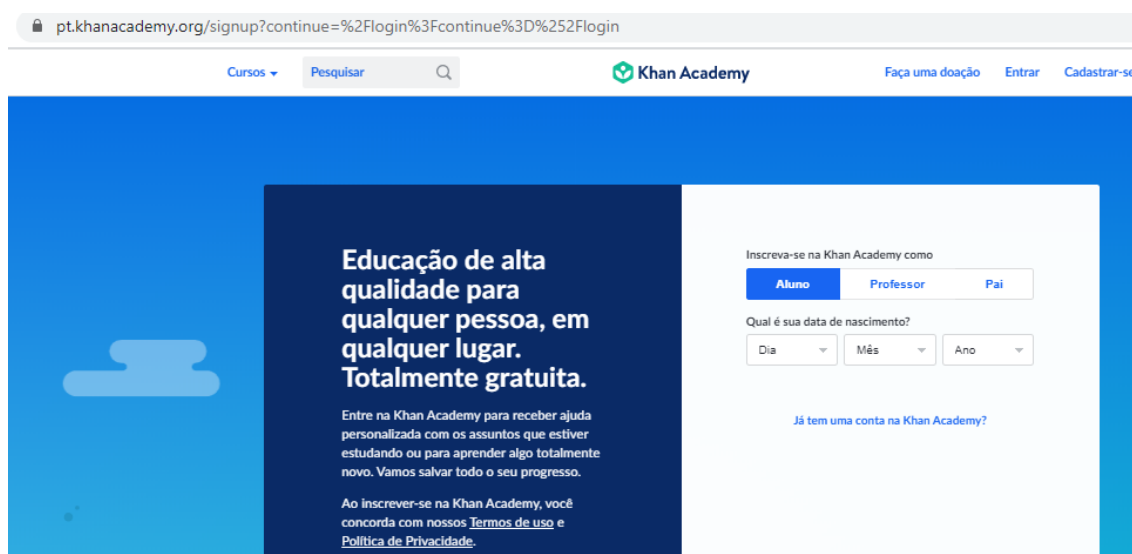 pt.khanacademy.org/signup?continue=%2Flogin%3Fcontinue%3D%252Flogin
Cursos Pesquisar Khan Academy Faça uma doação Entrar Cadastrar-se
Educação de alta
qualidade para
qualquer pessoa, em
qualquer lugar.
Totalmente gratuita.
Entre na Khan Academy para receber ajuda
personalizada com os assuntos que estiver
estudando ou para aprender algo totalmente
novo. Vamos salvar todo o seu progresso.
Ao inscrever-se na Khan Academy, você
concorda com nossos Termos de uso e
Política de Privacidade.
Inscreva-se na Khan Academy como
Aluno Professor Pai
Qual é sua data de nascimento?
Dia Mês Ano
Já tem uma conta na Khan Academy?